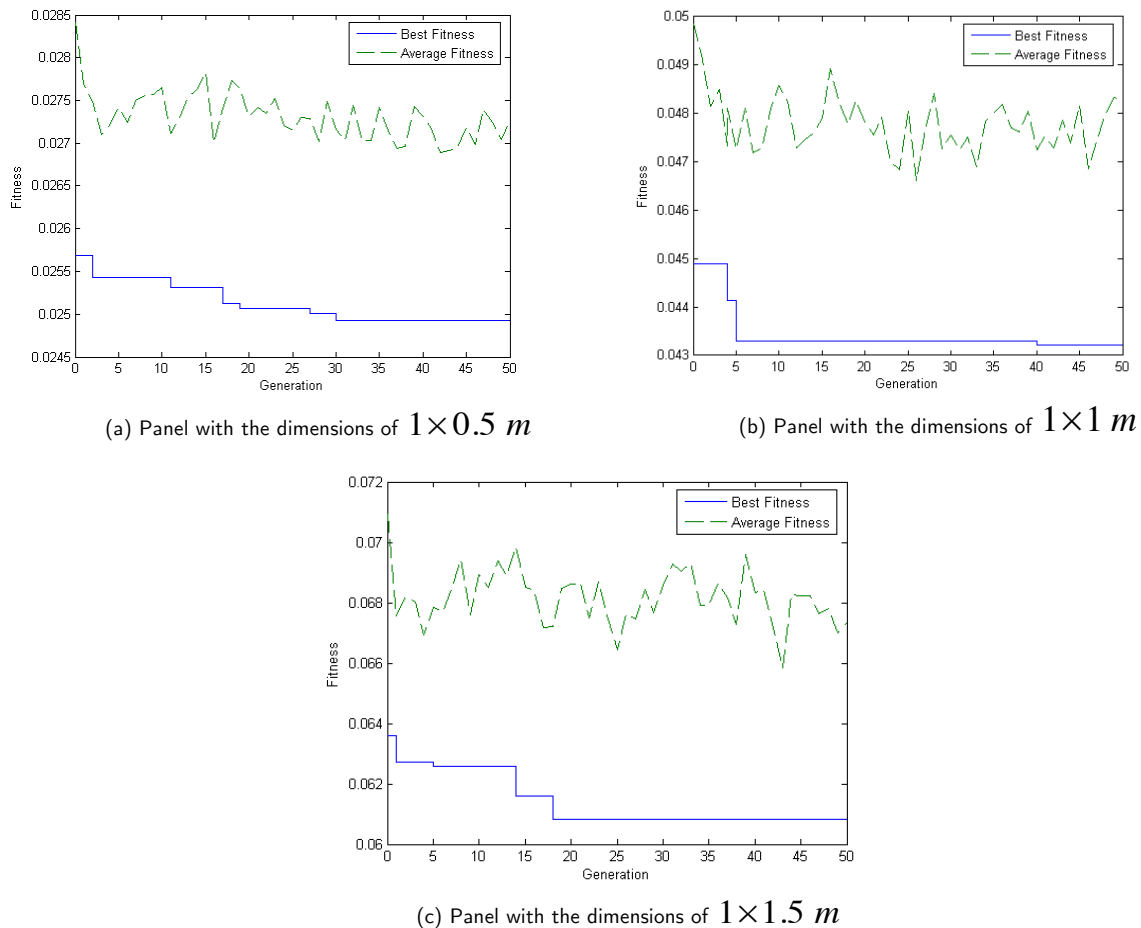 0.0285
0.028
0.0275
0.027
0.0265
0.026
0.0255
0.025
0.0245
Fitness
Best Fitness
Average Fitness
0 5 10 15 20 25 30 35 40 45 50
Generation
(a) Panel with the dimensions of 1×0.5 m
0.05
0.049
0.048
0.047
0.046
0.045
0.044
0.043
Fitness
Best Fitness
Average Fitness
0 5 10 15 20 25 30 35 40 45 50
Generation
(b) Panel with the dimensions of 1×1 m
0.072
0.07
0.068
0.066
0.064
0.062
0.06
Fitness
Best Fitness
Average Fitness
0 5 10 15 20 25 30 35 40 45 50
Generation
(c) Panel with the dimensions of 1×1.5 m